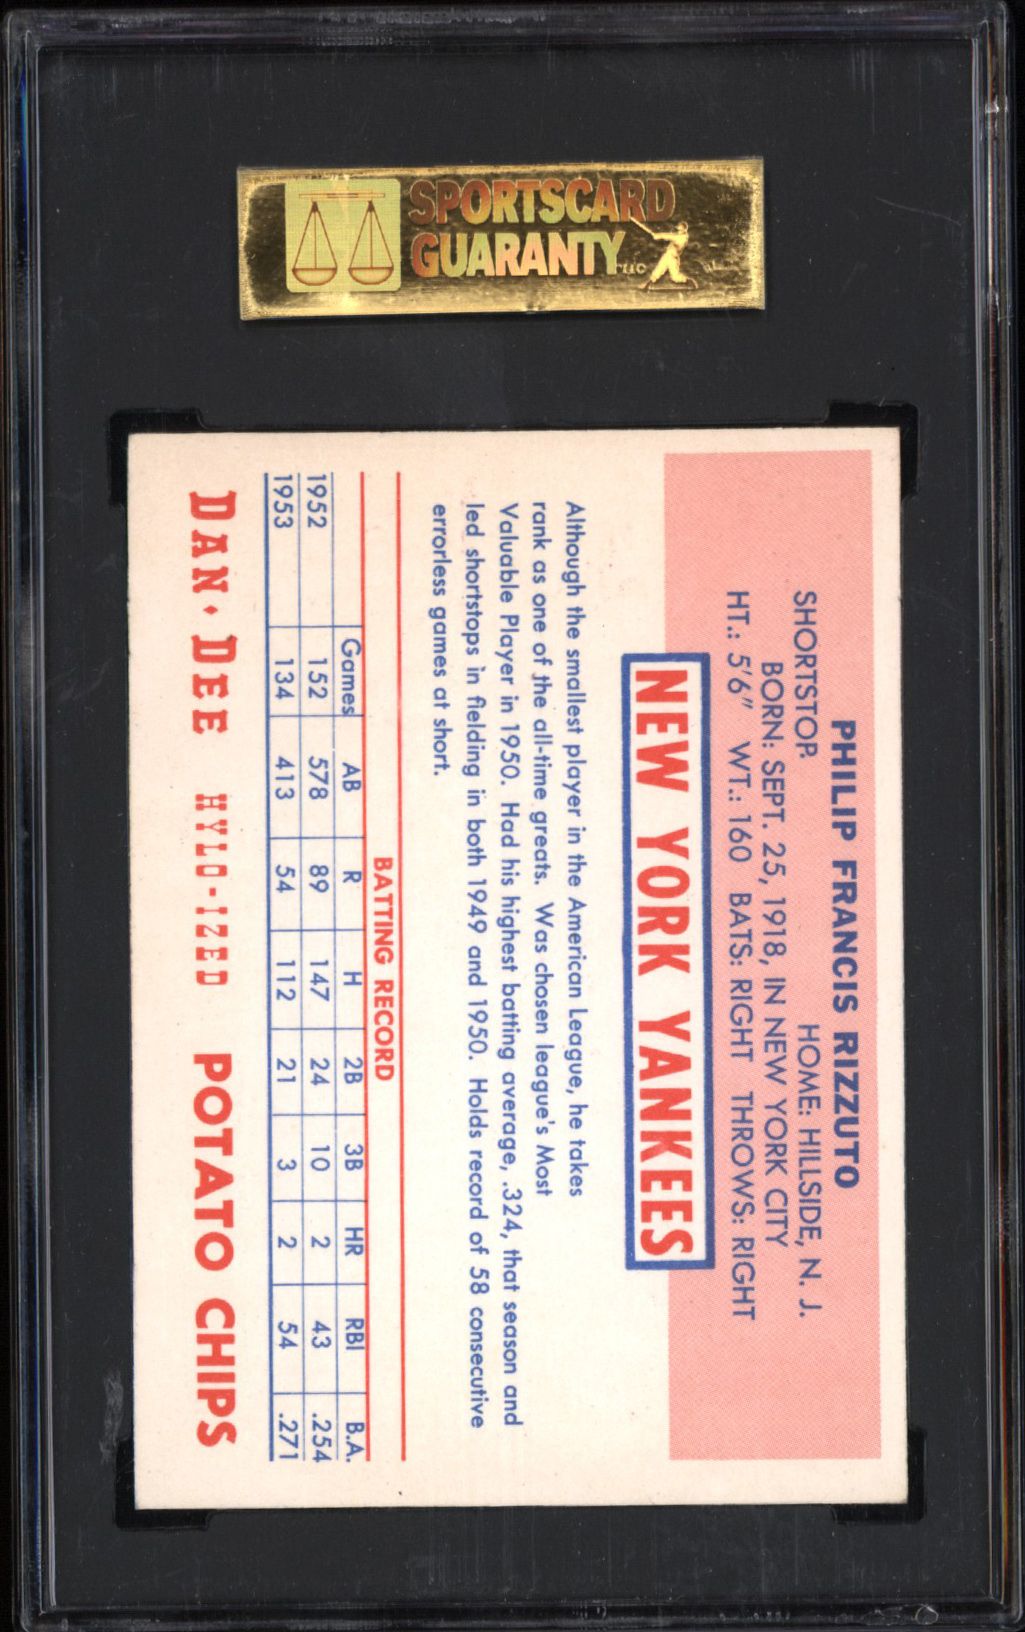 SPORTSCARD
GUARANTY LLC
PHILIP FRANCIS RIZZUTO
SHORTSTOP. HOME: HILLSIDE, N. J.
BORN: SEPT. 25, 1918, IN NEW YORK CITY
HT.: 5'6" WT.: 160 BATS: RIGHT THROWS: RIGHT
NEW YORK YANKEES
Although the smallest player in the American League, he takes
rank as one of the all-time greats. Was chosen league's Most
Valuable Player in 1950. Had his highest batting average, .324, that season and
led shortstops in fielding in both 1949 and 1950. Holds record of 58 consecutive
errorless games at short.
BATTING RECORD
Games AB R H 2B 3B HR RBI B.A.
1952 152 578 89 147 24 10 2 43 .254
1953 134 413 54 112 21 3 2 54 .271
DAN·DEE HYLO-IZED POTATO CHIPS